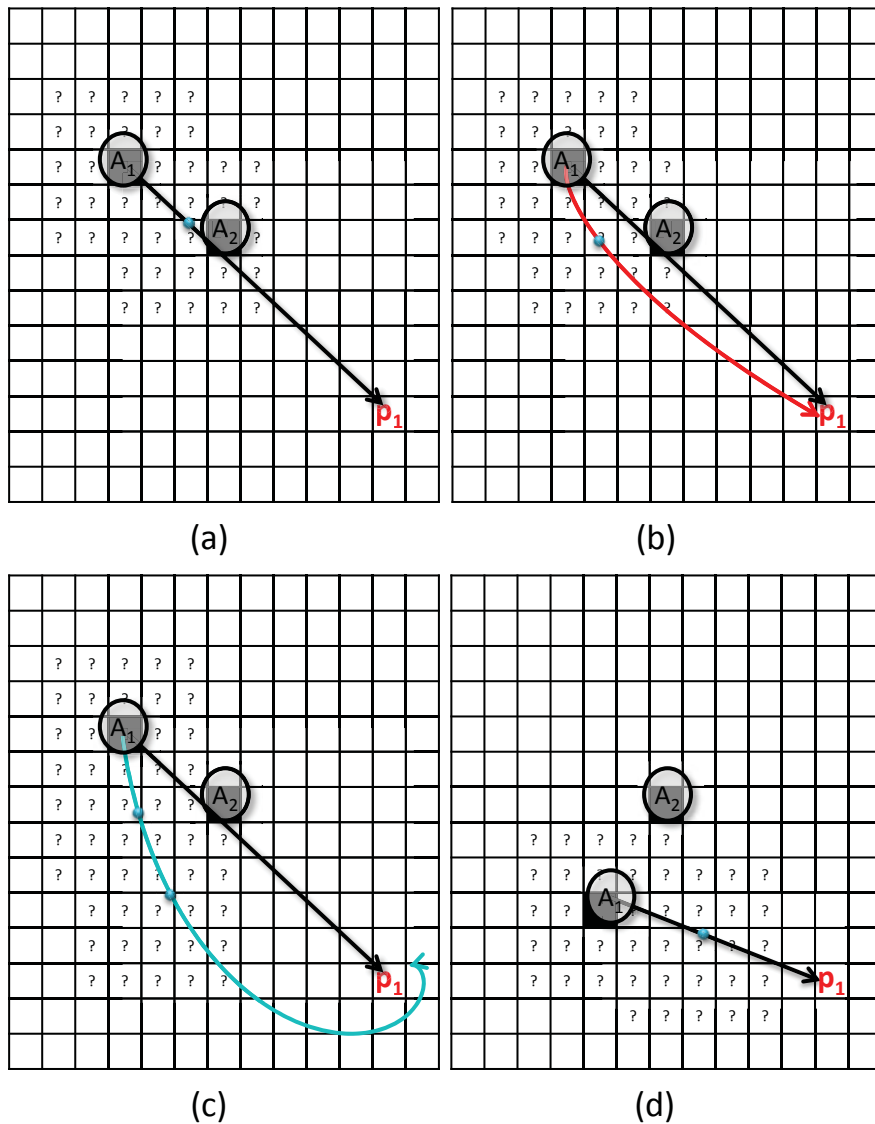 ? ? ? ? ?
? ? ? ? ?
? ? A1 ? ? ? ?
? ? ? ? ? ? ?
? ? ? ? ? A2 ?
? ? ? ? ?
? ? ? ? ?
p1
(a)
? ? ? ? ?
? ? ? ? ?
? ? A1 ? ? ?
? ? ? ? ? ?
? ? ? ? ? A2
? ? ? ? ?
? ? ? ? ?
p1
(b)
? ? ? ? ?
? ? ? ? ?
? ? A1 ? ?
? ? ? ? ?
? ? ? ? ? A2
? ? ? ? ? ?
? ? ? ? ? ?
? ? ? ? ?
? ? ? ? ?
? ? ? ? ? p1
(c)
A2
? ? ? ? ?
? ? ? ? ? ? ? ?
? ? A1 ? ? ? ? ?
? ? ? ? ? ? ? ?
? ? ? ? ? ? ? ? p1
? ? ? ? ?
(d)